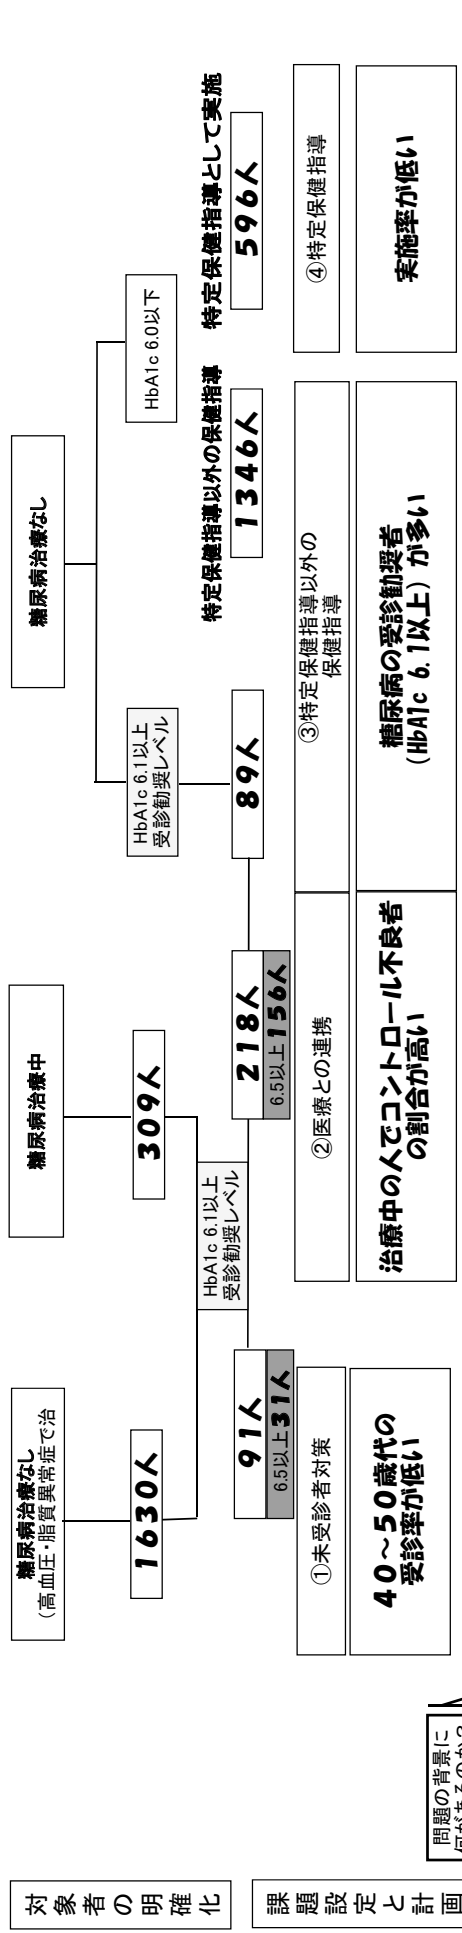 対象者の明確化
糖尿病治療なし
(高血圧・脂質異常症で治
糖尿病治療中
糖尿病治療なし
1630人
309人
HbA1c 6.1以上
受診勧奨レベル
HbA1c 6.0以下
HbA1c 6.1以上
受診勧奨レベル
特定保健指導以外の保健指導
特定保健指導として実施
91人
6.5以上31人
218人
6.5以上156人
89人
1346人
596人
課題設定と計画
①未受診者対策
②医療との連携
③特定保健指導以外の
保健指導
④特定保健指導
40～50歳代の
受診率が低い
治療中の人でコントロール不良者
の割合が高い
糖尿病の受診勧奨者
(HbA1c 6.1以上) が多い
実施率が低い
問題の背景に
何があるのか?